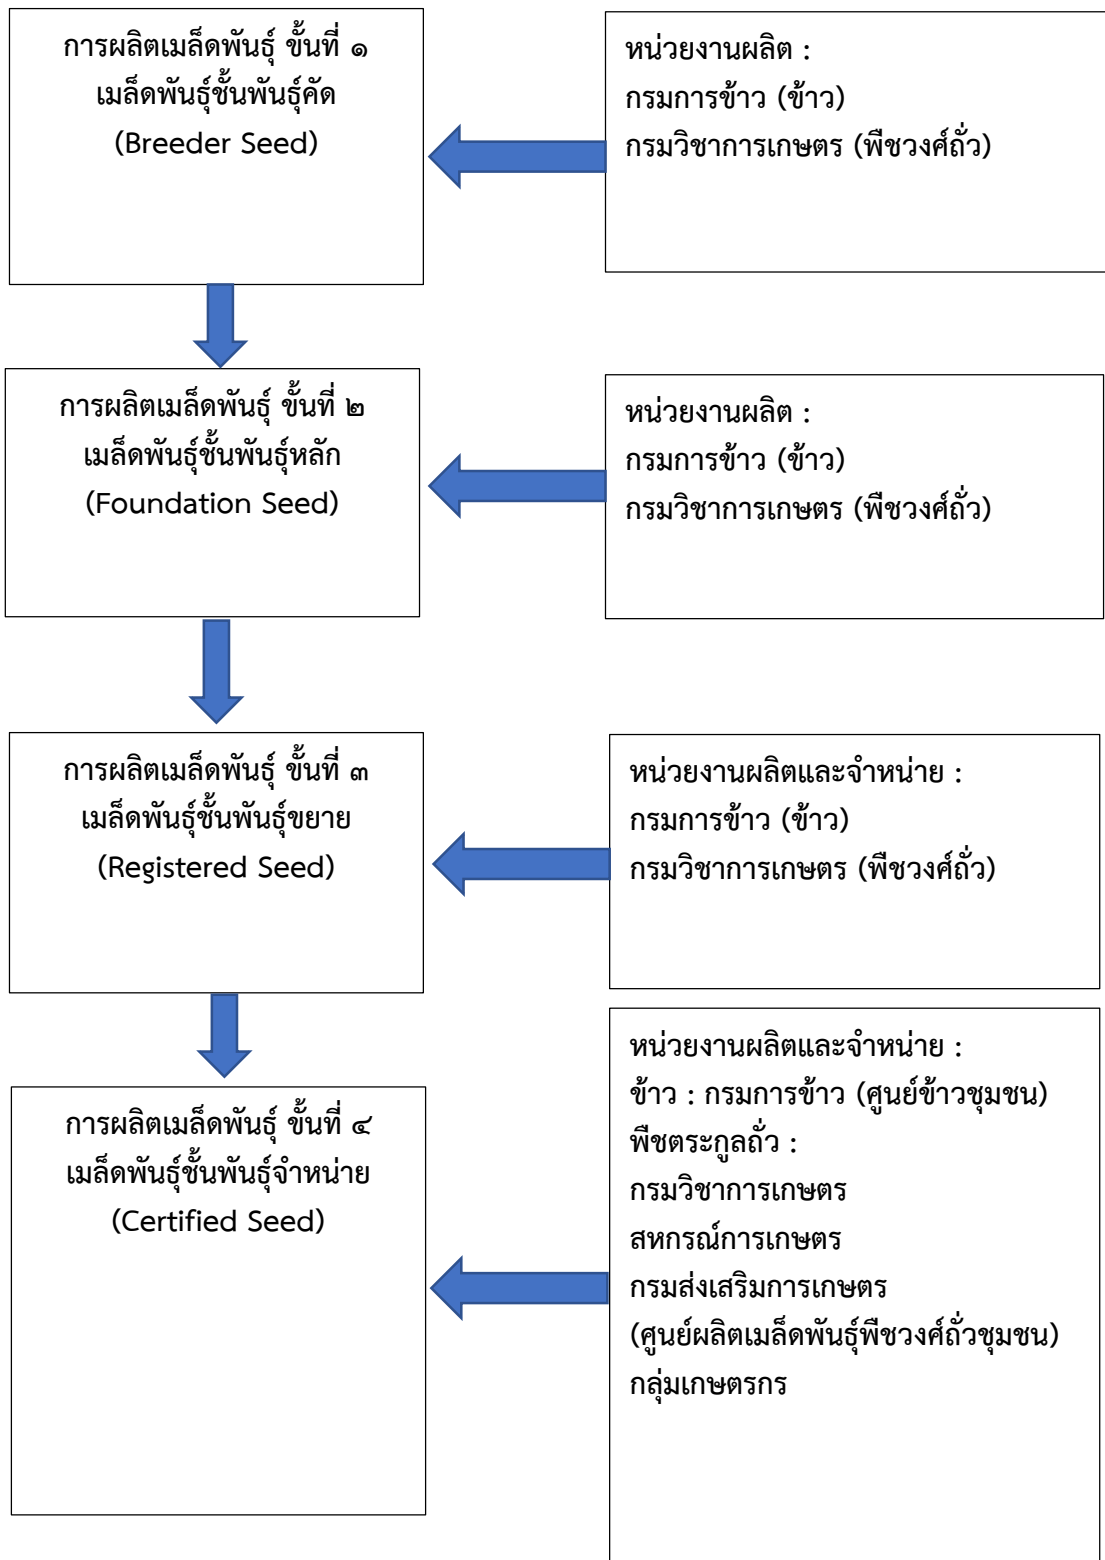 การผลิตเมล็ดพันธุ์ ขั้นที่ ๑
เมล็ดพันธุ์ชั้นพันธุ์คัด
(Breeder Seed)
หน่วยงานผลิต :
กรมการข้าว (ข้าว)
กรมวิชาการเกษตร (พืชวงศ์ถั่ว)
การผลิตเมล็ดพันธุ์ ขั้นที่ ๒
เมล็ดพันธุ์ชั้นพันธุ์หลัก
(Foundation Seed)
หน่วยงานผลิต :
กรมการข้าว (ข้าว)
กรมวิชาการเกษตร (พืชวงศ์ถั่ว)
การผลิตเมล็ดพันธุ์ ขั้นที่ ๓
เมล็ดพันธุ์ชั้นพันธุ์ขยาย
(Registered Seed)
หน่วยงานผลิตและจำหน่าย :
กรมการข้าว (ข้าว)
กรมวิชาการเกษตร (พืชวงศ์ถั่ว)
การผลิตเมล็ดพันธุ์ ขั้นที่ ๔
เมล็ดพันธุ์ชั้นพันธุ์จำหน่าย
(Certified Seed)
หน่วยงานผลิตและจำหน่าย :
ข้าว : กรมการข้าว (ศูนย์ข้าวชุมชน)
พืชตระกูลถั่ว :
กรมวิชาการเกษตร
สหกรณ์การเกษตร
กรมส่งเสริมการเกษตร
(ศูนย์ผลิตเมล็ดพันธุ์พืชวงศ์ถั่วชุมชน)
กลุ่มเกษตรกร